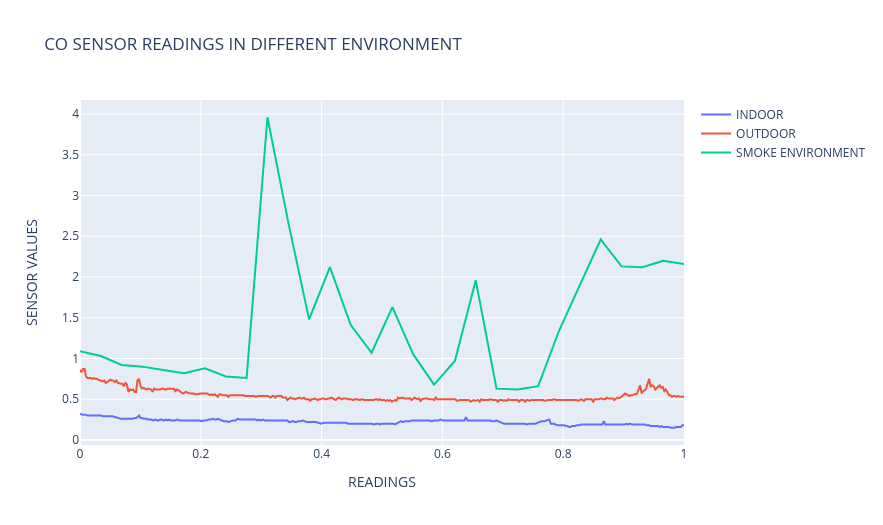 CO SENSOR READINGS IN DIFFERENT ENVIRONMENT
INDOOR
OUTDOOR
SMOKE ENVIRONMENT
SENSOR VALUES
4
3.5
3
2.5
2
1.5
1
0.5
0
0
0.2
0.4
0.6
0.8
1
READINGS